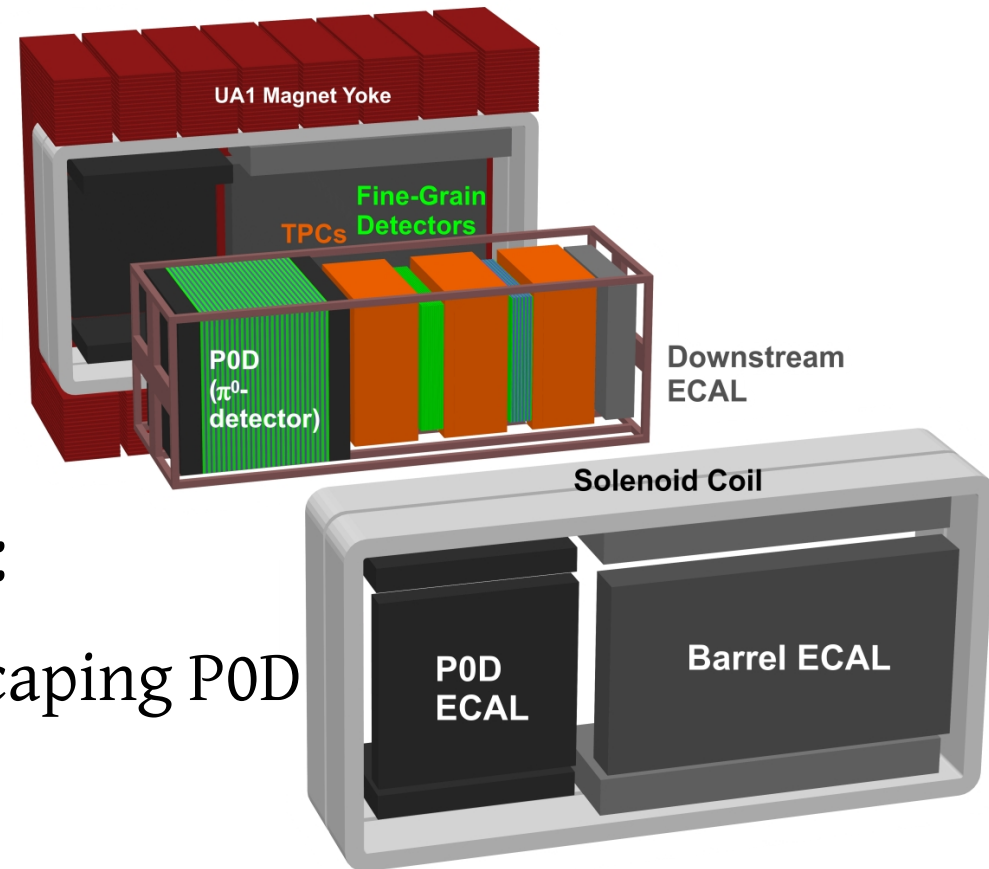 UA1 Magnet Yoke
Fine-Grain
Detectors
TPCs
P0D
(π⁰-
detector)
Downstream
ECAL
Solenoid Coil
:
caping P0D
P0D
ECAL
Barrel ECAL